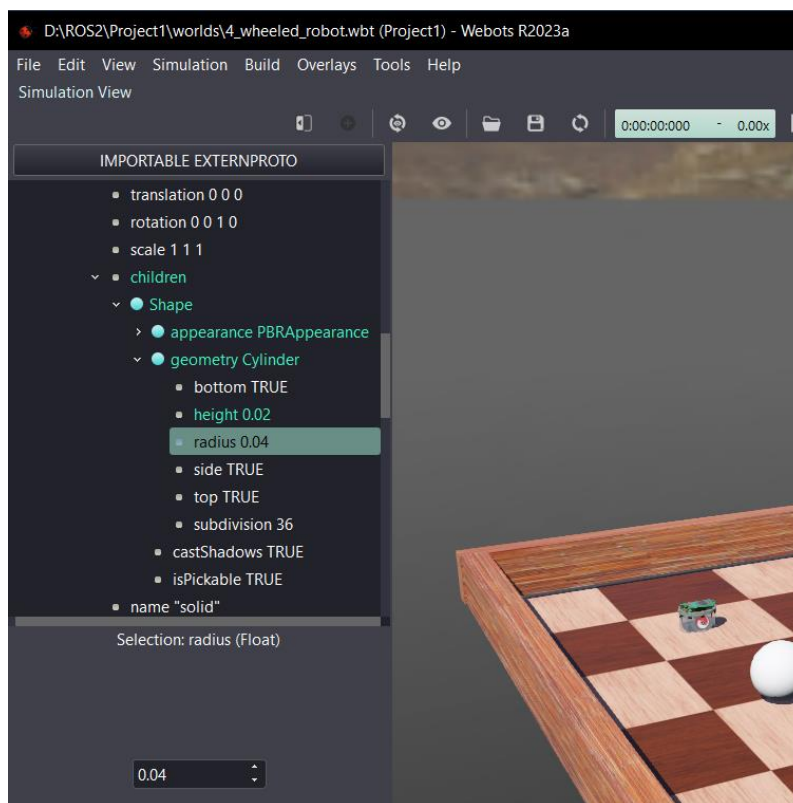 D:\ROS2\Project1\worlds\4_wheeled_robot.wbt (Project1) - Webots R2023a
File Edit View Simulation Build Overlays Tools Help
Simulation View
0:00:00:000 - 0.00x
IMPORTABLE EXTERNPROTO
translation 0 0 0
rotation 0 0 1 0
scale 1 1 1
children
Shape
appearance PBRAppearance
geometry Cylinder
bottom TRUE
height 0.02
radius 0.04
side TRUE
top TRUE
subdivision 36
castShadows TRUE
isPickable TRUE
name "solid"
Selection: radius (Float)
0.04